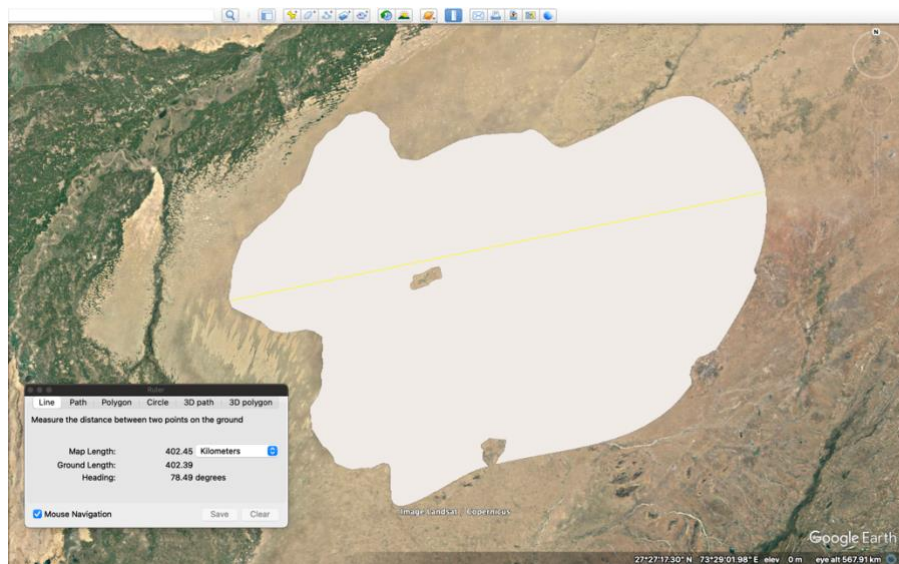 N
Ruler
Line Path Polygon Circle 3D path 3D polygon
Measure the distance between two points on the ground
Map Length: 402.45 Kilometers
Ground Length: 402.39
Heading: 78.49 degrees
Mouse Navigation Save Clear
Image Landsat / Copernicus
Google Earth
27°27'17.30" N 73°29'01.98" E elev 0 m eye alt 567.91 km